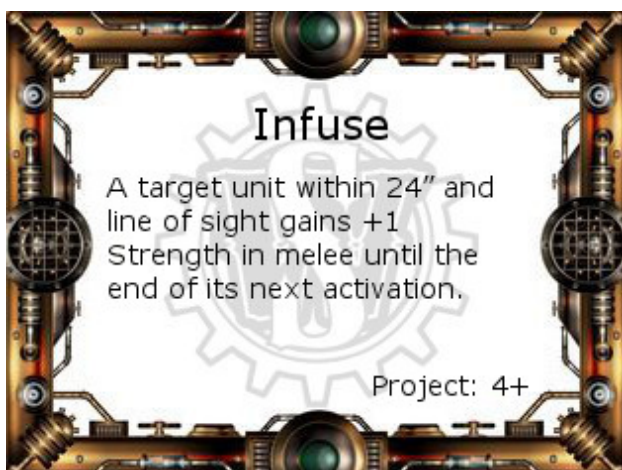 Infuse
A target unit within 24” and
line of sight gains +1
Strength in melee until the
end of its next activation.
Project: 4+